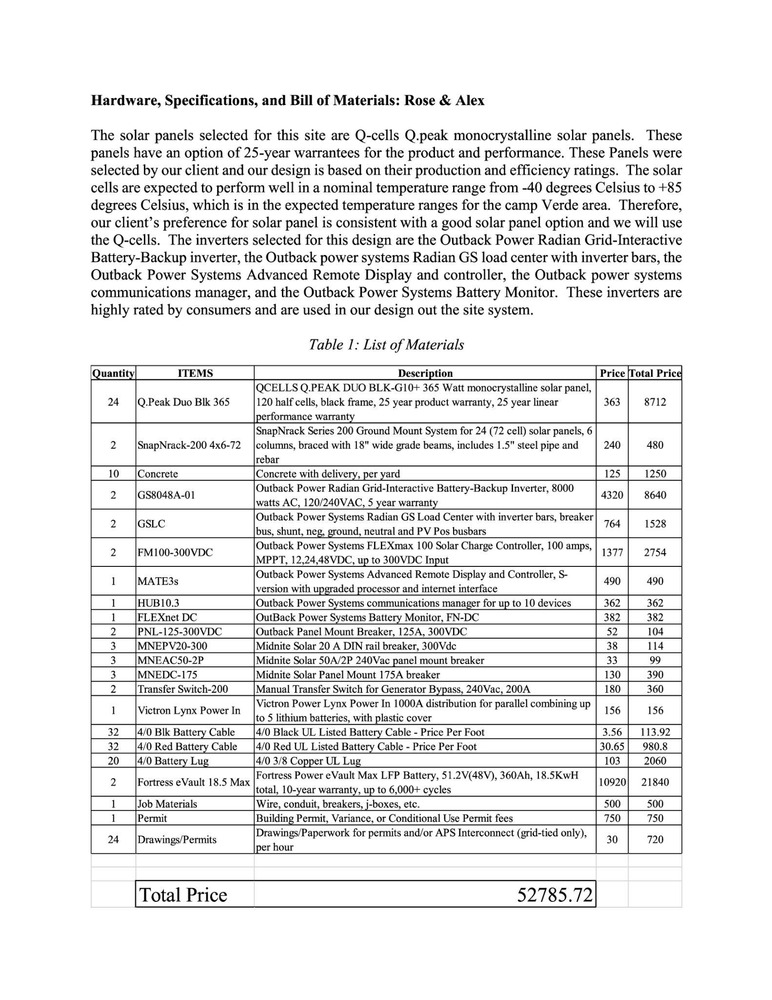 Hardware, Specifications, and Bill of Materials: Rose & Alex
The solar panels selected for this site are Q-cells Q.peak monocrystalline solar panels. These
panels have an option of 25-year warrantees for the product and performance. These Panels were
selected by our client and our design is based on their production and efficiency ratings. The solar
cells are expected to perform well in a nominal temperature range from -40 degrees Celsius to +85
degrees Celsius, which is in the expected temperature ranges for the camp Verde area. Therefore,
our client’s preference for solar panel is consistent with a good solar panel option and we will use
the Q-cells. The inverters selected for this design are the Outback Power Radian Grid-Interactive
Battery-Backup inverter, the Outback power systems Radian GS load center with inverter bars, the
Outback Power Systems Advanced Remote Display and controller, the Outback power systems
communications manager, and the Outback Power Systems Battery Monitor. These inverters are
highly rated by consumers and are used in our design out the site system.
Table 1: List of Materials
Quantity ITEMS Description Price Total Price
24 Q.Peak Duo Blk 365 QCELLS Q.PEAK DUO BLK-G10+ 365 Watt monocrystalline solar panel,
120 half cells, black frame, 25 year product warranty, 25 year linear
performance warranty 363 8712
2 SnapNrack-200 4x6-72 SnapNrack Series 200 Ground Mount System for 24 (72 cell) solar panels, 6
columns, braced with 18" wide grade beams, includes 1.5" steel pipe and
rebar 240 480
10 Concrete Concrete with delivery, per yard 125 1250
2 GS8048A-01 Outback Power Radian Grid-Interactive Battery-Backup Inverter, 8000
watts AC, 120/240VAC, 5 year warranty 4320 8640
2 GSLC Outback Power Systems Radian GS Load Center with inverter bars, breaker
bus, shunt, neg, ground, neutral and PV Pos busbars 764 1528
2 FM100-300VDC Outback Power Systems FLEXmax 100 Solar Charge Controller, 100 amps,
MPPT, 12,24,48VDC, up to 300VDC Input 1377 2754
1 MATE3s Outback Power Systems Advanced Remote Display and Controller, S-
version with upgraded processor and internet interface 490 490
1 HUB10.3 Outback Power Systems communications manager for up to 10 devices 362 362
1 FLEXnet DC OutBack Power Systems Battery Monitor, FN-DC 382 382
2 PNL-125-300VDC Outback Panel Mount Breaker, 125A, 300VDC 52 104
3 MNEPV20-300 Midnite Solar 20 A DIN rail breaker, 300Vdc 38 114
3 MNEAC50-2P Midnite Solar 50A/2P 240Vac panel mount breaker 33 99
3 MNEDC-175 Midnite Solar Panel Mount 175A breaker 130 390
2 Transfer Switch-200 Manual Transfer Switch for Generator Bypass, 240Vac, 200A 180 360
1 Victron Lynx Power In Victron Power Lynx Power In 1000A distribution for parallel combining up
to 5 lithium batteries, with plastic cover 156 156
32 4/0 Blk Battery Cable 4/0 Black UL Listed Battery Cable - Price Per Foot 3.56 113.92
32 4/0 Red Battery Cable 4/0 Red UL Listed Battery Cable - Price Per Foot 30.65 980.8
20 4/0 Battery Lug 4/0 3/8 Copper UL Lug 103 2060
2 Fortress eVault 18.5 Max Fortress Power eVault Max LFP Battery, 51.2V(48V), 360Ah, 18.5KwH
total, 10-year warranty, up to 6,000+ cycles 10920 21840
1 Job Materials Wire, conduit, breakers, j-boxes, etc. 500 500
1 Permit Building Permit, Variance, or Conditional Use Permit fees 750 750
24 Drawings/Permits Drawings/Paperwork for permits and/or APS Interconnect (grid-tied only),
per hour 30 720
Total Price 52785.72